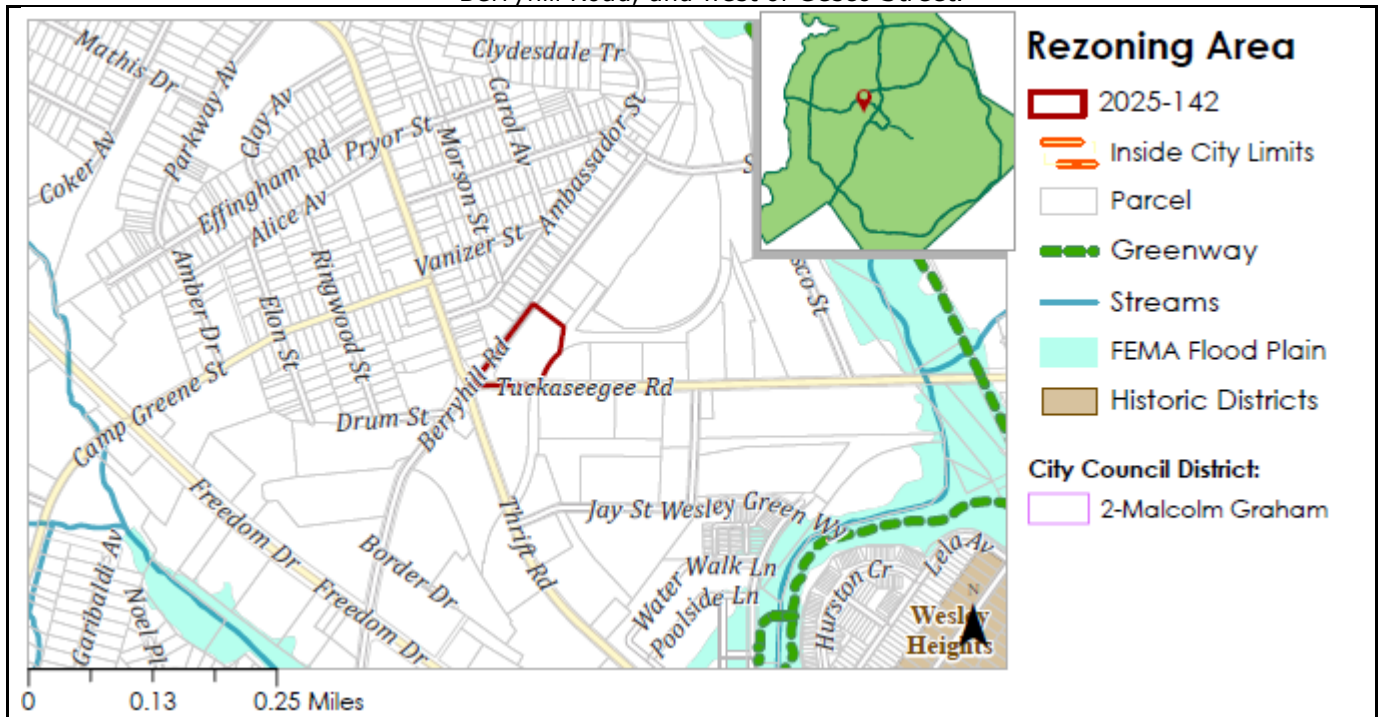 Clydesdale Tr
Mathis Dr
Parkway Av
Clay Av
Carol Av
Pryor St
Morson St
Ambassador St
Effingham Rd
Coker Av
Alice Av
Vanizer St
Amber Dr
Ringwood St
Elon St
Berryhill Rd
Tuckaseegee Rd
Camp Greene St
Drum St
Freedom Dr
Thrift Rd
Jay St
Wesley Green Wy
Border Dr
Walk Ln
Water
Poolside Ln
Hurston Cr
Lela Av
Garibaldi Av
Noel Pl
Freedom Dr
N
Wesley
Heights
0 0.13 0.25 Miles
Rezoning Area
2025-142
Inside City Limits
Parcel
Greenway
Streams
FEMA Flood Plain
Historic Districts
City Council District:
2-Malcolm Graham